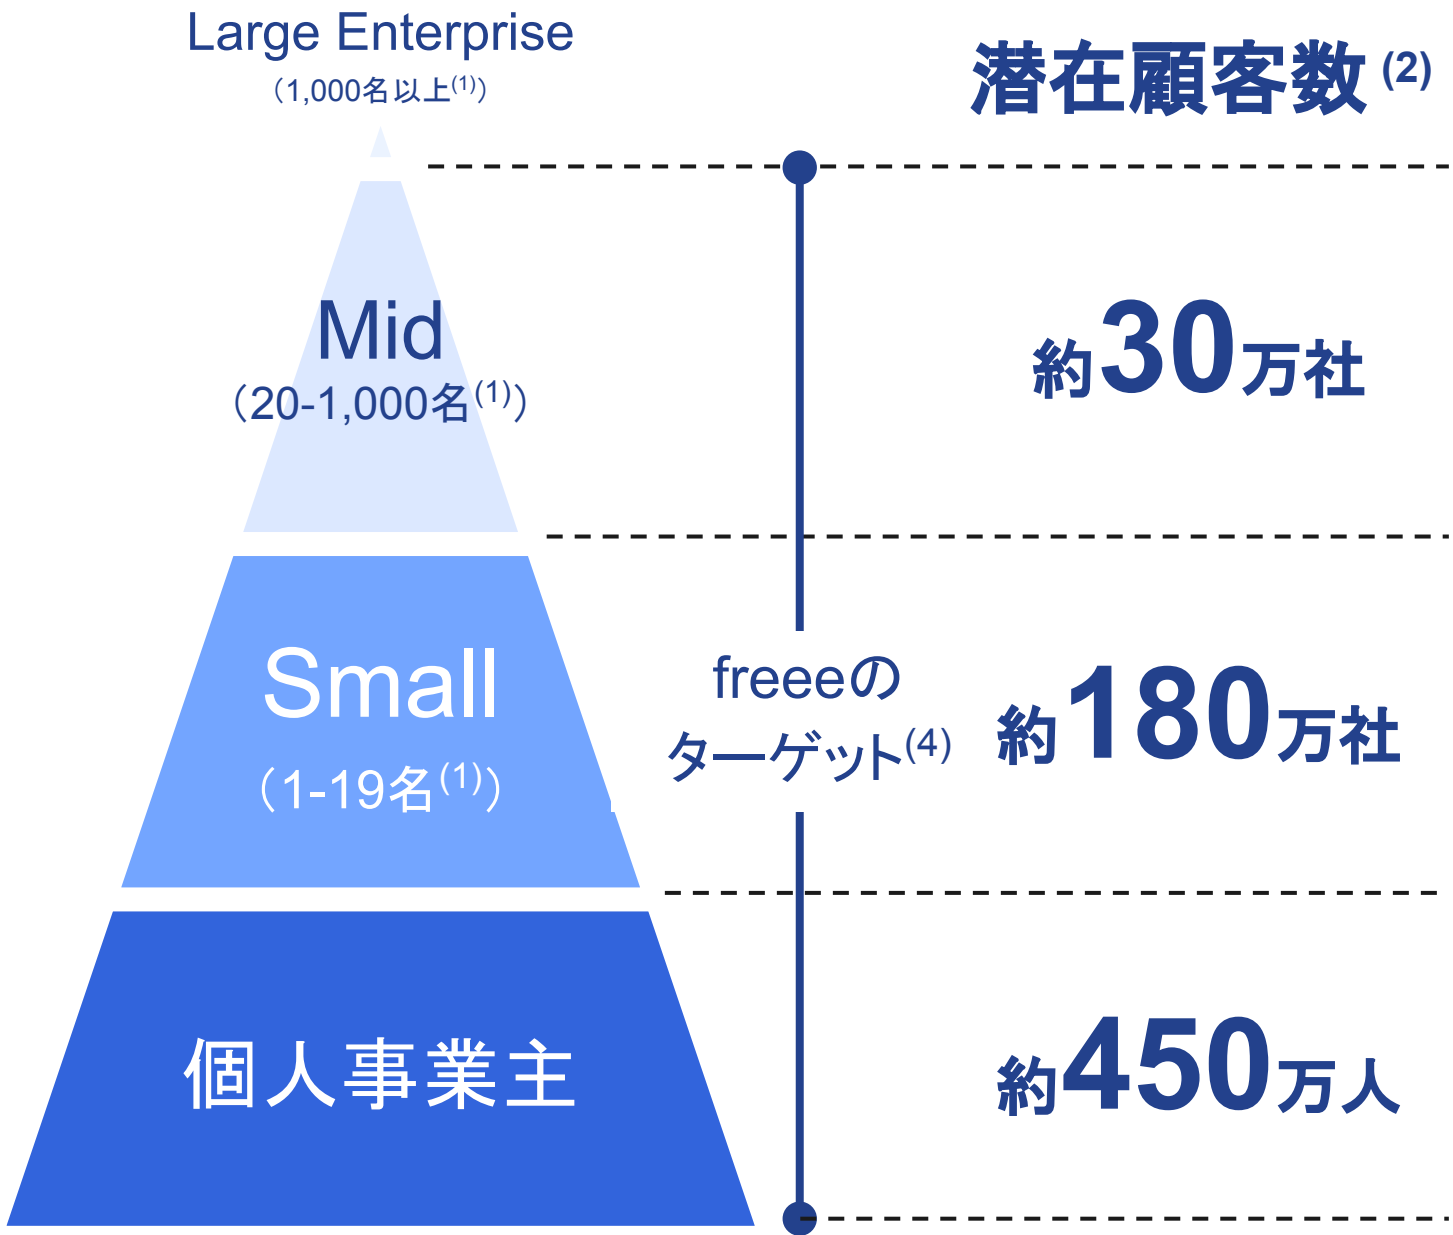 Large Enterprise
（1,000名以上(1)）
潜在顧客数 (2)
Mid
（20-1,000名(1)）
約30万社
Small
（1-19名(1)）
freeeの
ターゲット(4)
約180万社
個人事業主
約450万人